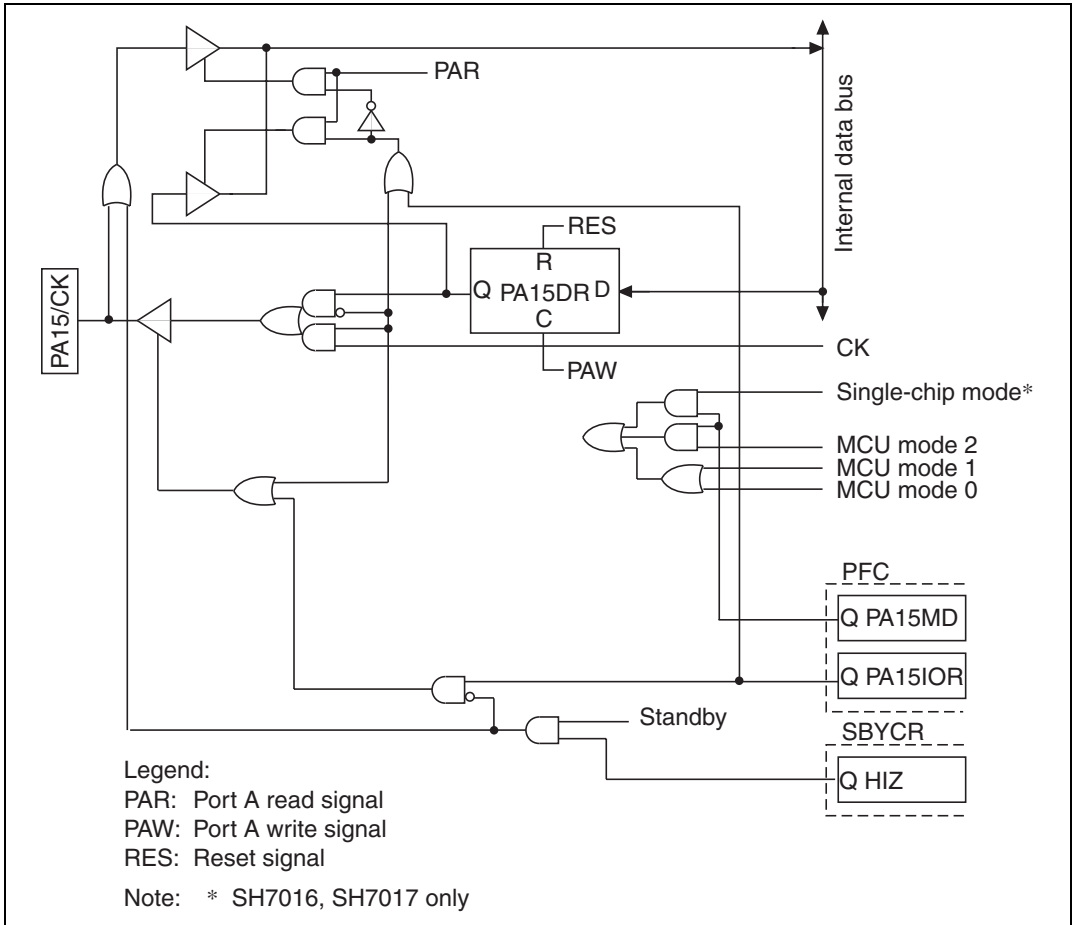 PAR
Internal data bus
RES
R
Q PA15DR D
C
PAW
PA15/CK
CK
Single-chip mode*
MCU mode 2
MCU mode 1
MCU mode 0
PFC
Q PA15MD
Q PA15IOR
Standby
SBYCR
Q HIZ
Legend:
PAR: Port A read signal
PAW: Port A write signal
RES: Reset signal
Note: * SH7016, SH7017 only